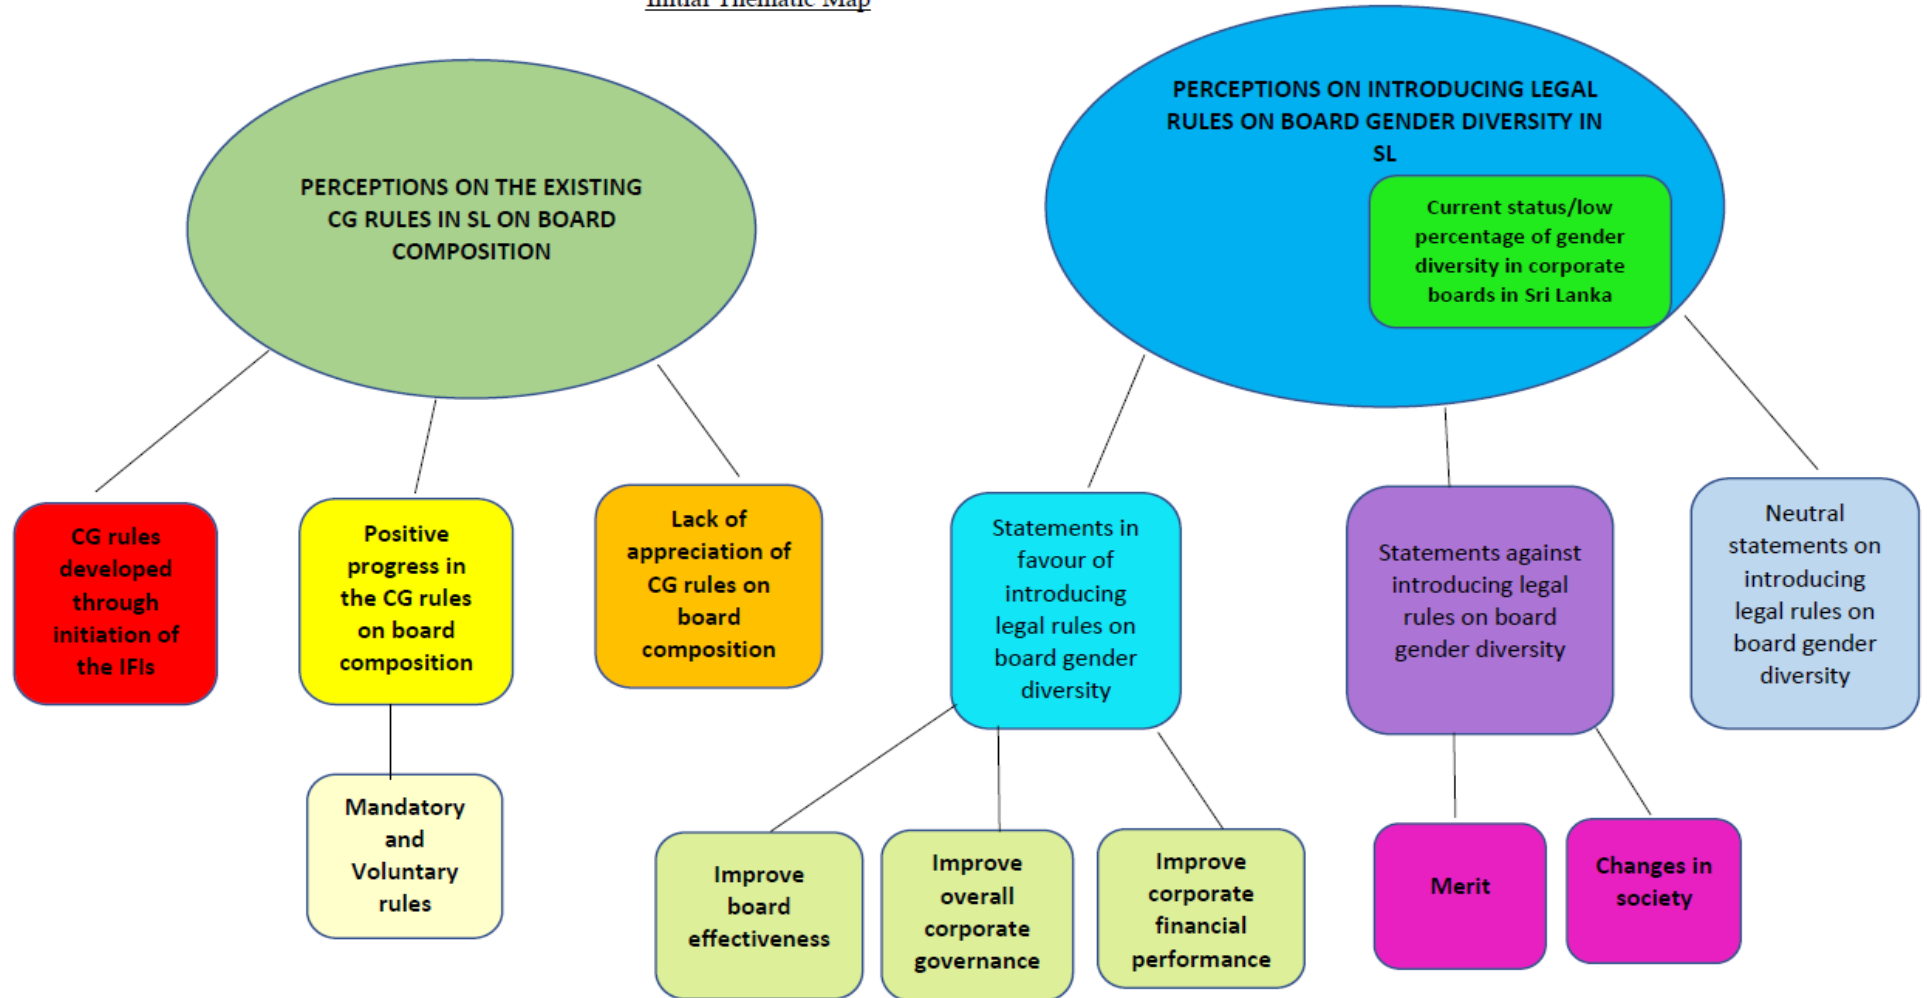 Initial Thematic Map
PERCEPTIONS ON THE EXISTING
CG RULES IN SL ON BOARD
COMPOSITION
PERCEPTIONS ON INTRODUCING LEGAL
RULES ON BOARD GENDER DIVERSITY IN
SL
Current status/low
percentage of gender
diversity in corporate
boards in Sri Lanka
CG rules
developed
through
initiation of
the IFIs
Positive
progress in
the CG rules
on board
composition
Lack of
appreciation of
CG rules on
board
composition
Statements in
favour of
introducing
legal rules on
board gender
diversity
Statements against
introducing legal
rules on board
gender diversity
Neutral
statements on
introducing
legal rules on
board gender
diversity
Mandatory
and
Voluntary
rules
Improve
board
effectiveness
Improve
overall
corporate
governance
Improve
corporate
financial
performance
Merit
Changes in
society